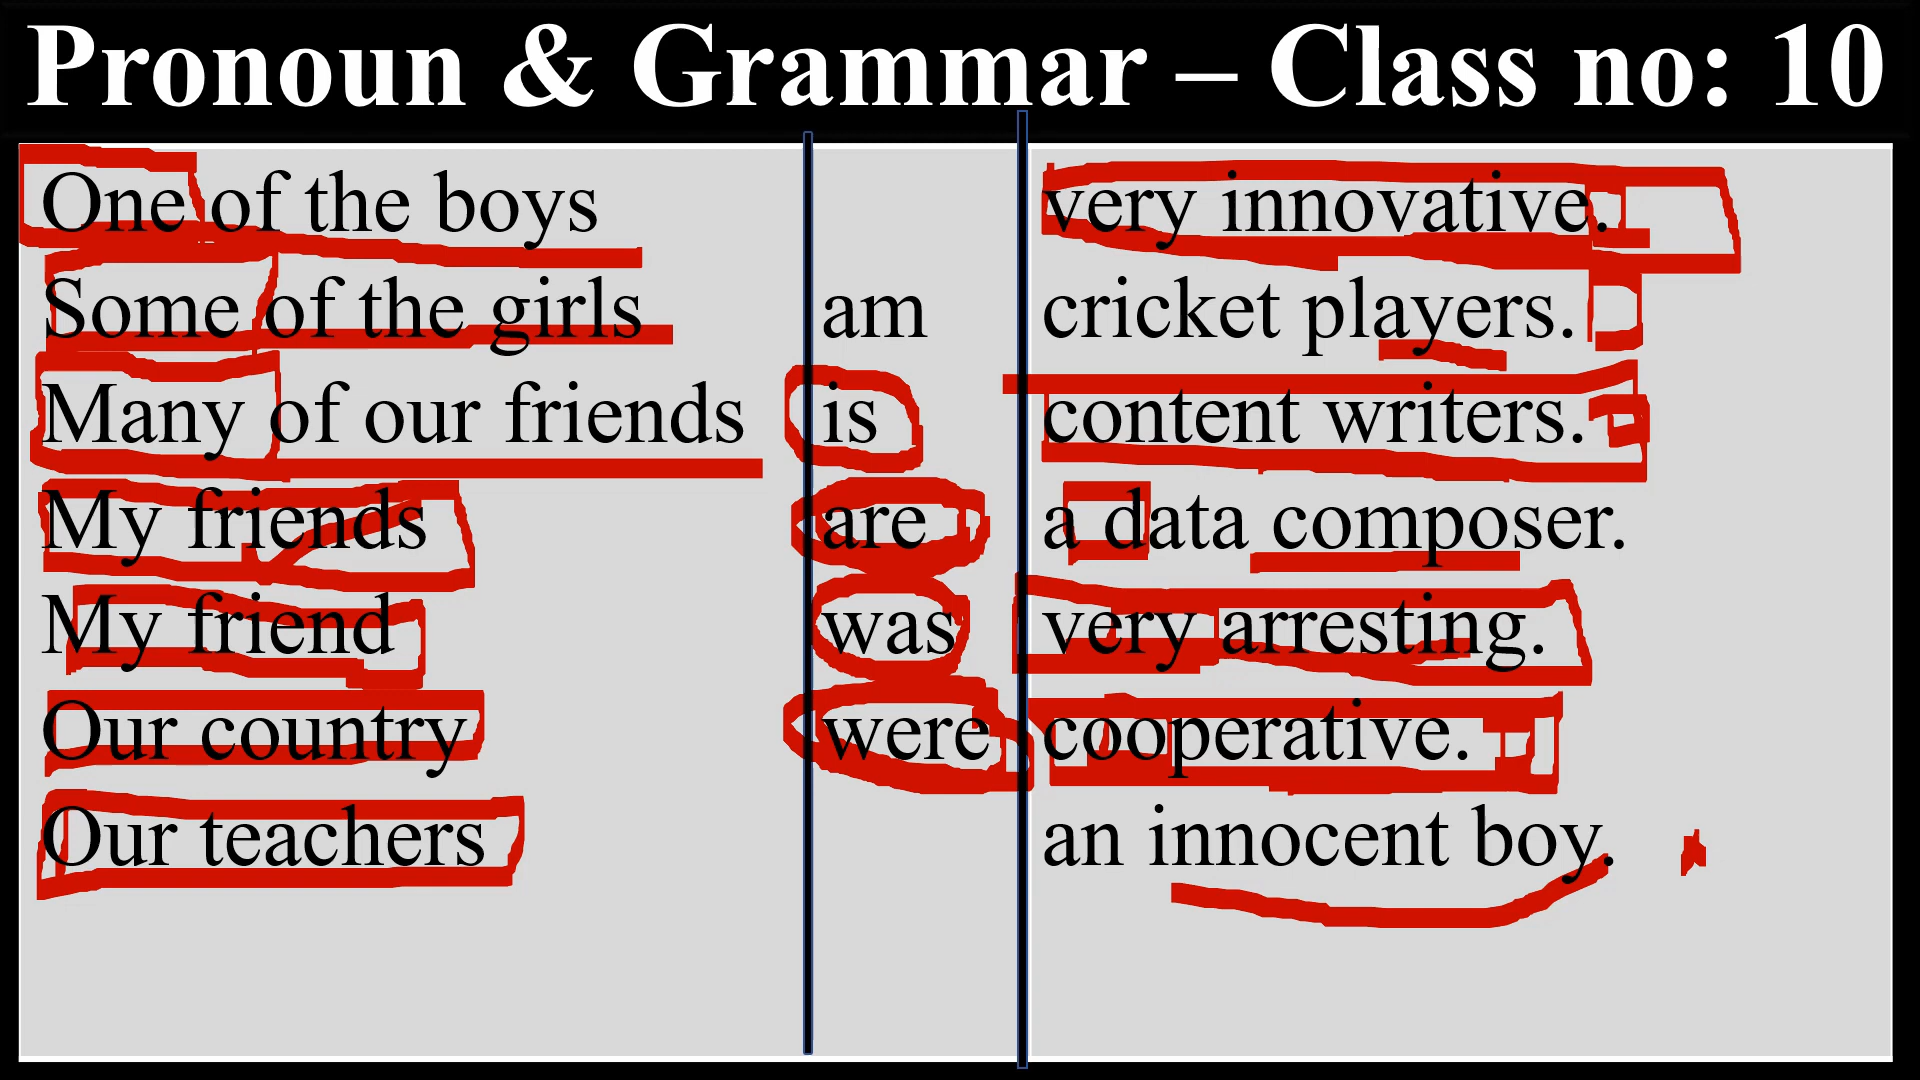 Pronoun & Grammar – Class no: 10
One of the boys very innovative.
Some of the girls am cricket players.
Many of our friends is content writers.
My friends are a data composer.
My friend was very arresting.
Our country were cooperative.
Our teachers an innocent boy.